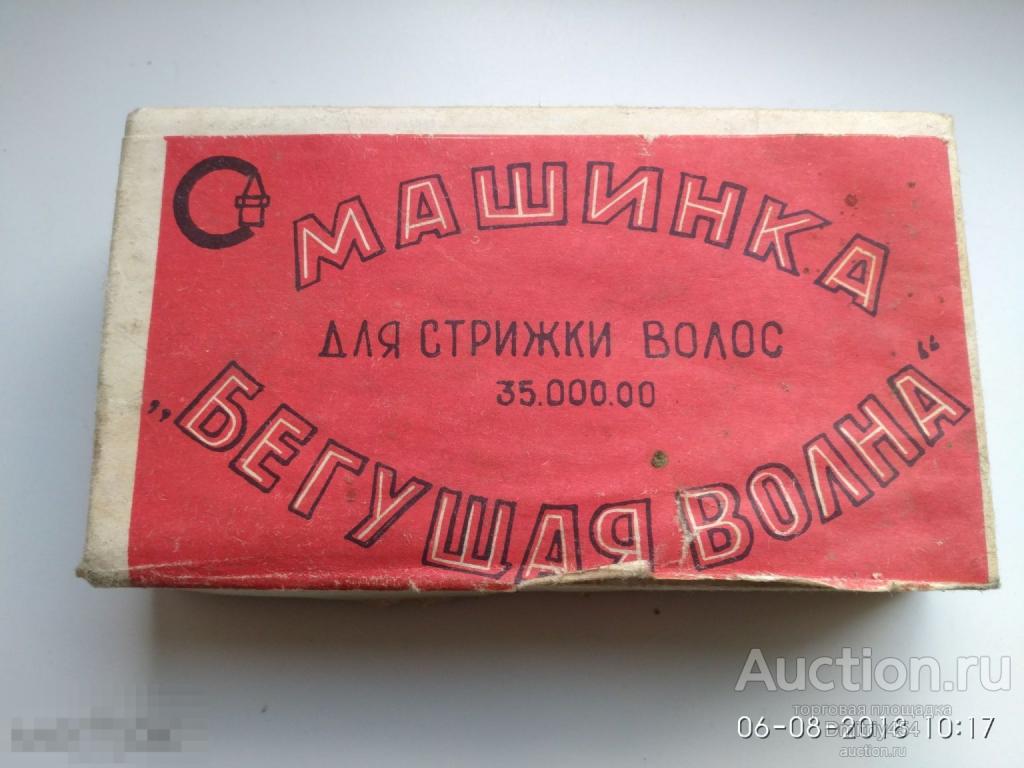 МАШИНКА
ДЛЯ СТРИЖКИ ВОЛОС
35.000.00
„БЕГУЩАЯ ВОЛНА“
Auction.ru
торговая площадка
06-08-2018 10:17
auction.ru